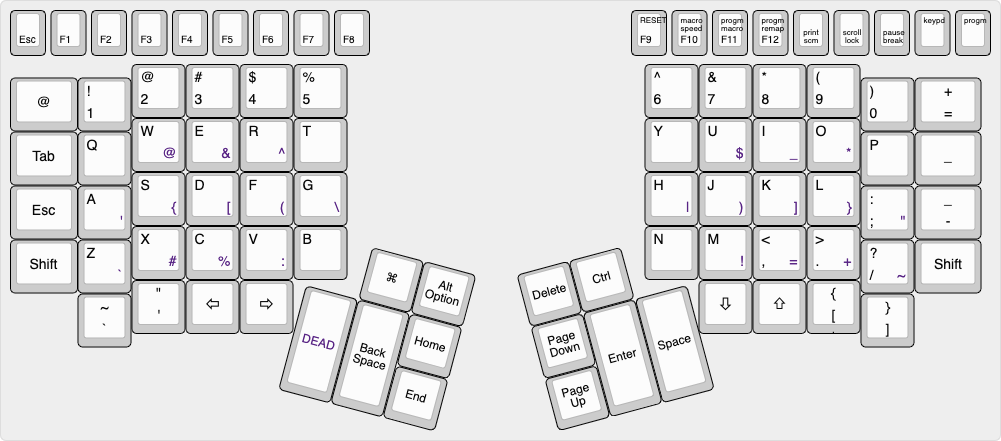 Esc F1 F2 F3 F4 F5 F6 F7 F8
RESET macro progm progm keypd progm
speed macro remap print scroll pause
F9 F10 F11 F12 scrn lock break
@ # $ %
2 3 4 5
@ !
1
^ & * (
6 7 8 9
) +
0 =
Tab Q W @ E & R ^ T
Y U $ I _ O * P _
Esc A ' S { D [ F ( G \
H | J ) K ] L } : ; " _ -
Shift Z ` X # C % V : B
N M ! < , = > . + ? / ~ Shift
~ ` " ' ⇦ ⇨
⇩ ⇧ { [ } ]
⌘ Alt
Option
DEAD Back
Space Home
End
Delete Ctrl
Page
Down Enter Space
Page
Up